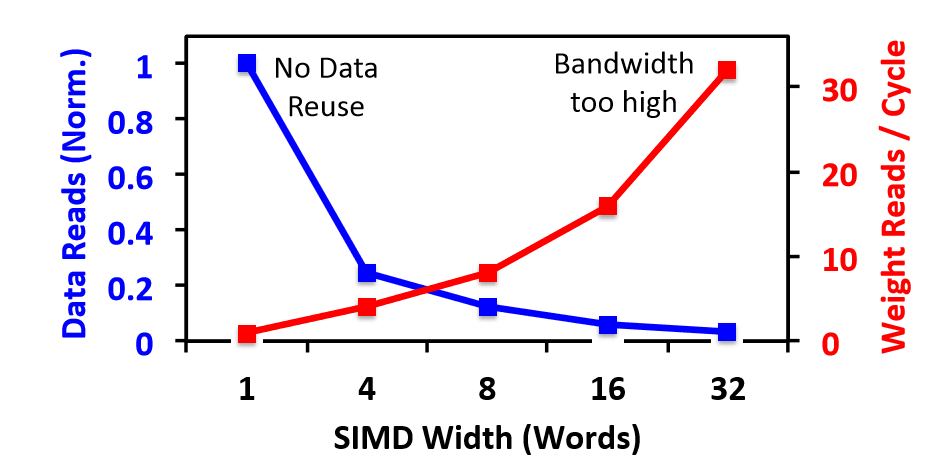 No Data
Reuse
Bandwidth
too high
Data Reads (Norm.)
1
0.8
0.6
0.4
0.2
0
Weight Reads / Cycle
30
20
10
0
1 4 8 16 32
SIMD Width (Words)